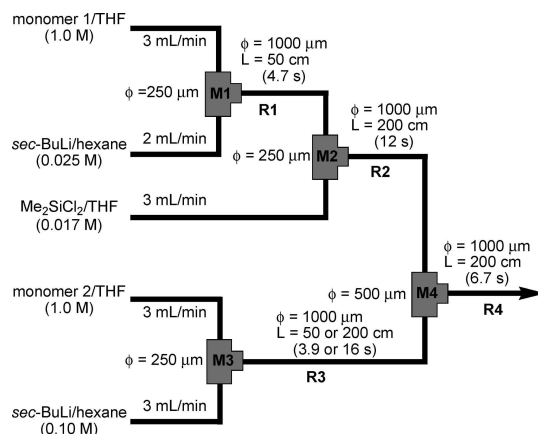 monomer 1/THF
(1.0 M)
3 mL/min
ϕ = 1000 μm
L = 50 cm
(4.7 s)
ϕ =250 μm
M1
R1
sec-BuLi/hexane
(0.025 M)
2 mL/min
ϕ = 1000 μm
L = 200 cm
(12 s)
ϕ = 250 μm
M2
R2
Me2SiCl2/THF
(0.017 M)
3 mL/min
monomer 2/THF
(1.0 M)
3 mL/min
ϕ = 1000 μm
L = 200 cm
(6.7 s)
ϕ = 500 μm
M4
R4
ϕ = 1000 μm
L = 50 or 200 cm
(3.9 or 16 s)
ϕ = 250 μm
M3
R3
sec-BuLi/hexane
(0.10 M)
3 mL/min